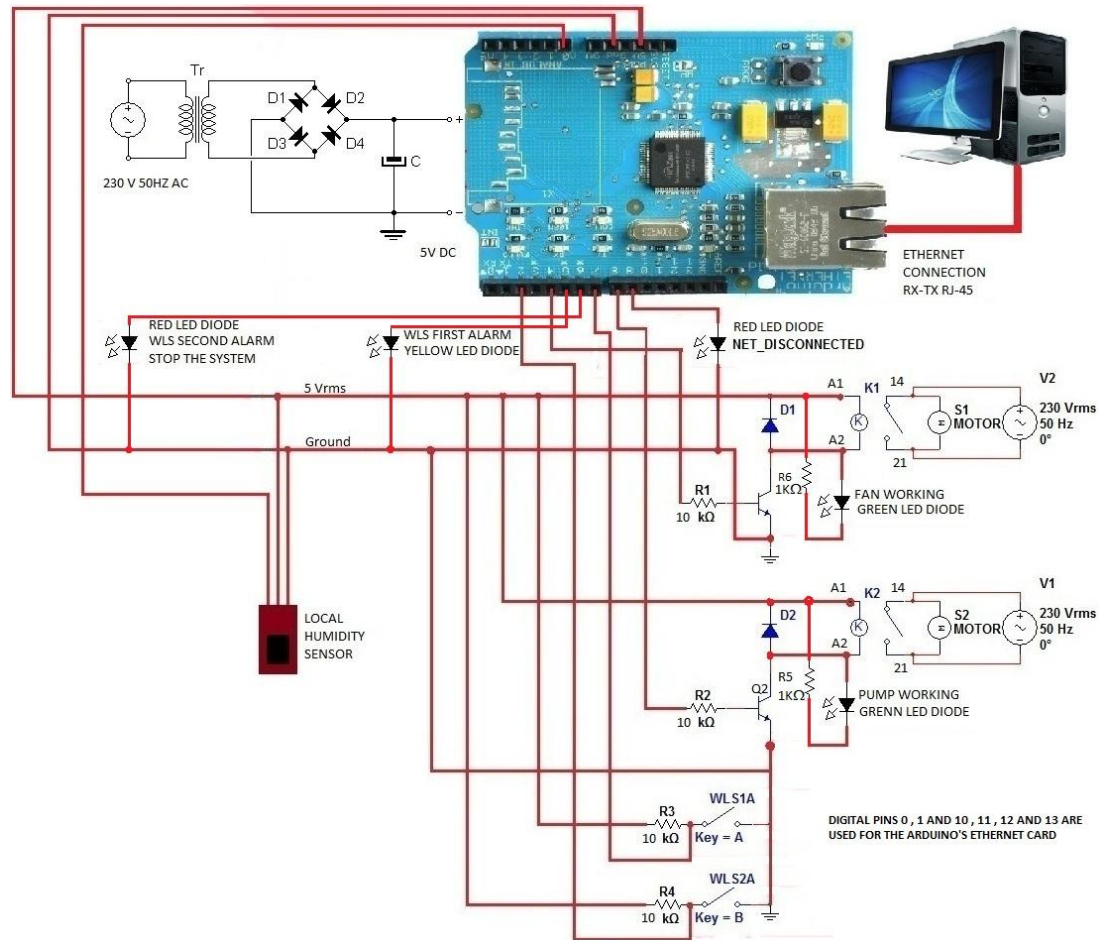 Tr
D1
D2
D3
D4
C
+
−
230 V 50HZ AC
5V DC
ETHERNET
CONNECTION
RX-TX RJ-45
RED LED DIODE
WLS SECOND ALARM
STOP THE SYSTEM
WLS FIRST ALARM
YELLOW LED DIODE
RED LED DIODE
NET_DISCONNECTED
5 Vrms
Ground
D1
A1
K1
14
K
A2
21
S1
MOTOR
V2
230 Vrms
50 Hz
0°
R6
1KΩ
R1
10 kΩ
FAN WORKING
GREEN LED DIODE
LOCAL
HUMIDITY
SENSOR
D2
A1
K2
14
K
A2
21
S2
MOTOR
V1
230 Vrms
50 Hz
0°
R5
1KΩ
Q2
R2
10 kΩ
PUMP WORKING
GRENN LED DIODE
WLS1A
R3
10 kΩ
Key = A
WLS2A
R4
10 kΩ
Key = B
DIGITAL PINS 0 , 1 AND 10 , 11 , 12 AND 13 ARE
USED FOR THE ARDUINO'S ETHERNET CARD